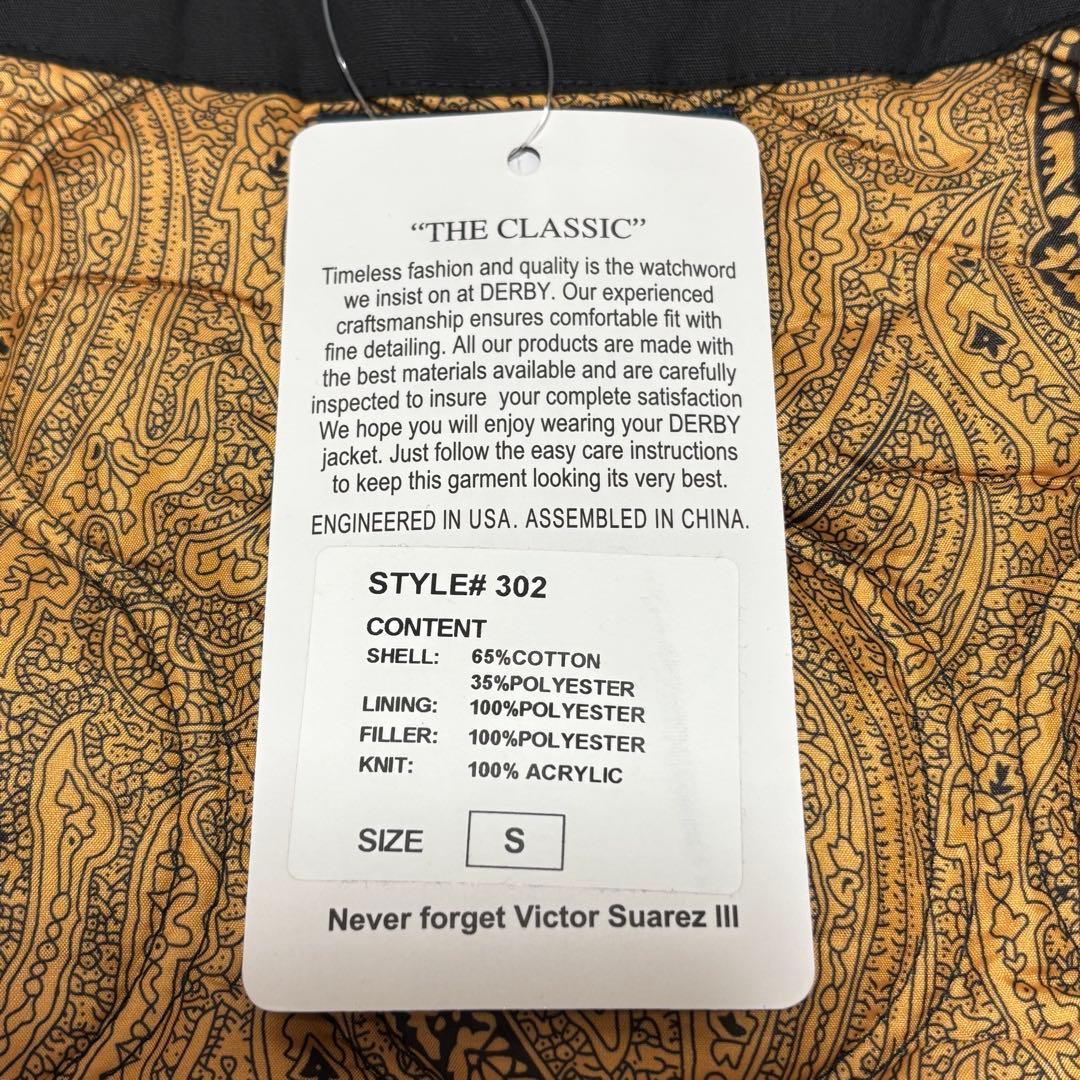 “THE CLASSIC”
Timeless fashion and quality is the watchword
we insist on at DERBY. Our experienced
craftsmanship ensures comfortable fit with
fine detailing. All our products are made with
the best materials available and are carefully
inspected to insure your complete satisfaction
We hope you will enjoy wearing your DERBY
jacket. Just follow the easy care instructions
to keep this garment looking its very best.
ENGINEERED IN USA. ASSEMBLED IN CHINA.
STYLE# 302
CONTENT
SHELL: 65%COTTON
35%POLYESTER
LINING: 100%POLYESTER
FILLER: 100%POLYESTER
KNIT: 100% ACRYLIC
SIZE S
Never forget Victor Suarez III